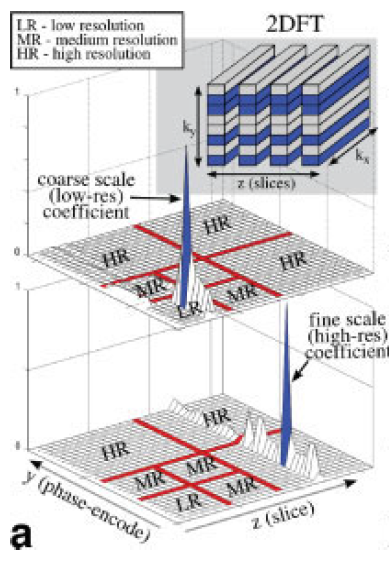 LR - low resolution
MR - medium resolution
HR - high resolution
2DFT
1
ky
kx
z (slices)
coarse scale
(low-res)
coefficient
HR
HR
HR
MR
MR
LR
0
1
fine scale
(high-res)
coefficient
HR
HR
MR
MR
MR
LR
0
y (phase-encode)
z (slice)
a